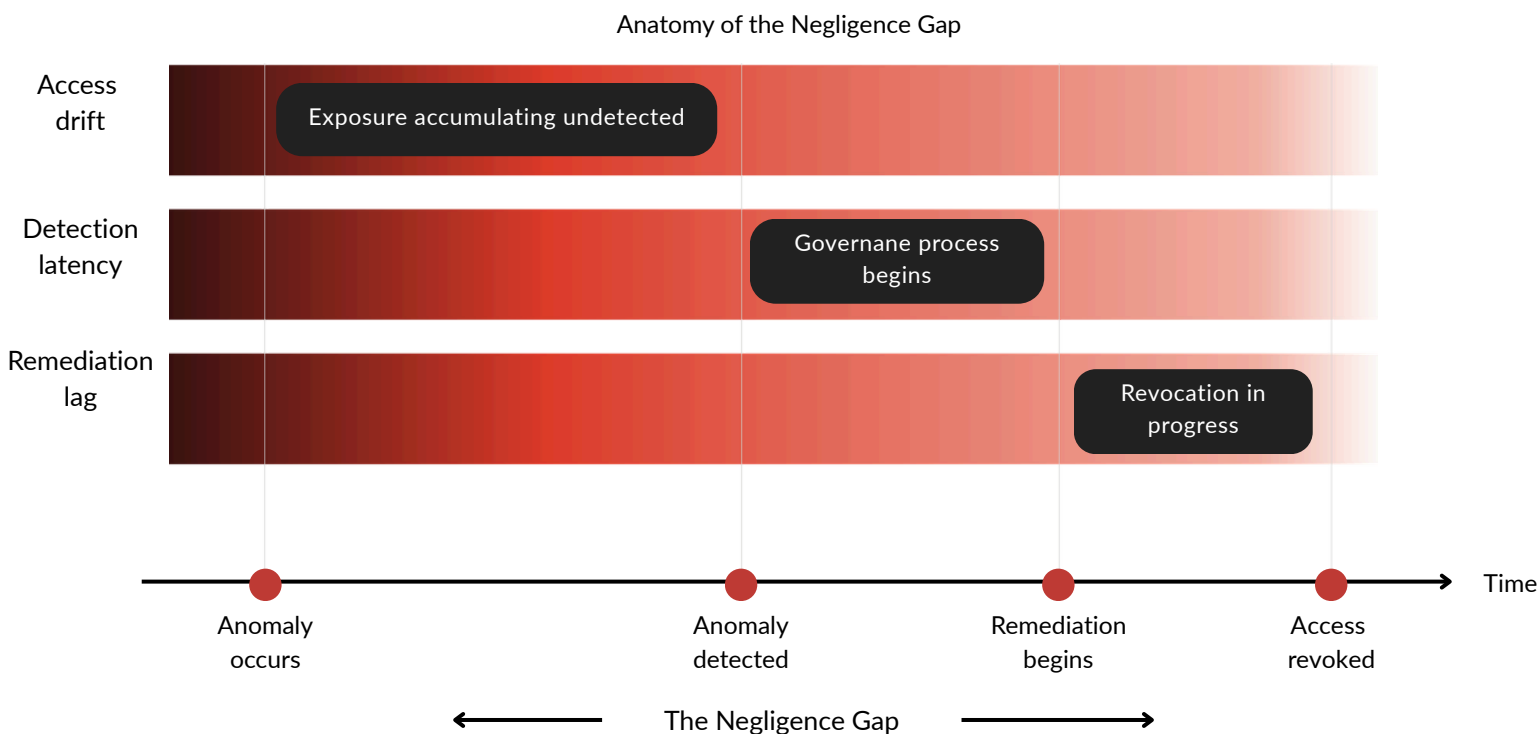 Anatomy of the Negligence Gap
Access
drift
Exposure accumulating undetected
Detection
latency
Governane process
begins
Remediation
lag
Revocation in
progress
Time
Anomaly
occurs
Anomaly
detected
Remediation
begins
Access
revoked
The Negligence Gap